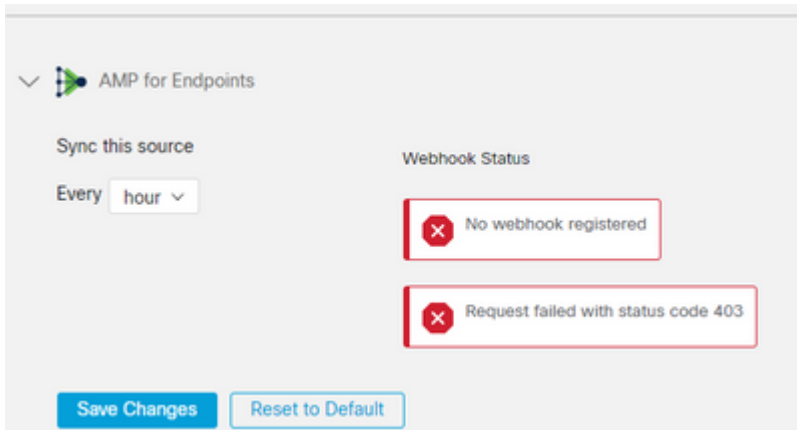 AMP for Endpoints
Sync this source
Every hour
Webhook Status
No webhook registered
Request failed with status code 403
Save Changes Reset to Default